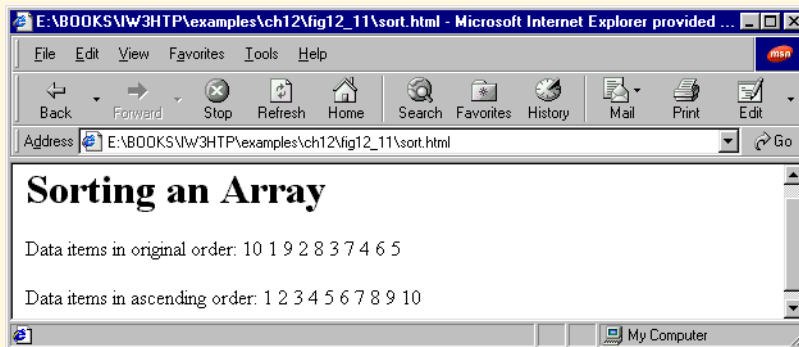 E:\BOOKS\IW3HTP\examples\ch12\fig12_11\sort.html - Microsoft Internet Explorer provided ...
File Edit View Favorites Tools Help
msn
Back Forward Stop Refresh Home Search Favorites History Mail Print Edit
Address E:\BOOKS\IW3HTP\examples\ch12\fig12_11\sort.html Go
Sorting an Array
Data items in original order: 10 1 9 2 8 3 7 4 6 5
Data items in ascending order: 1 2 3 4 5 6 7 8 9 10
My Computer